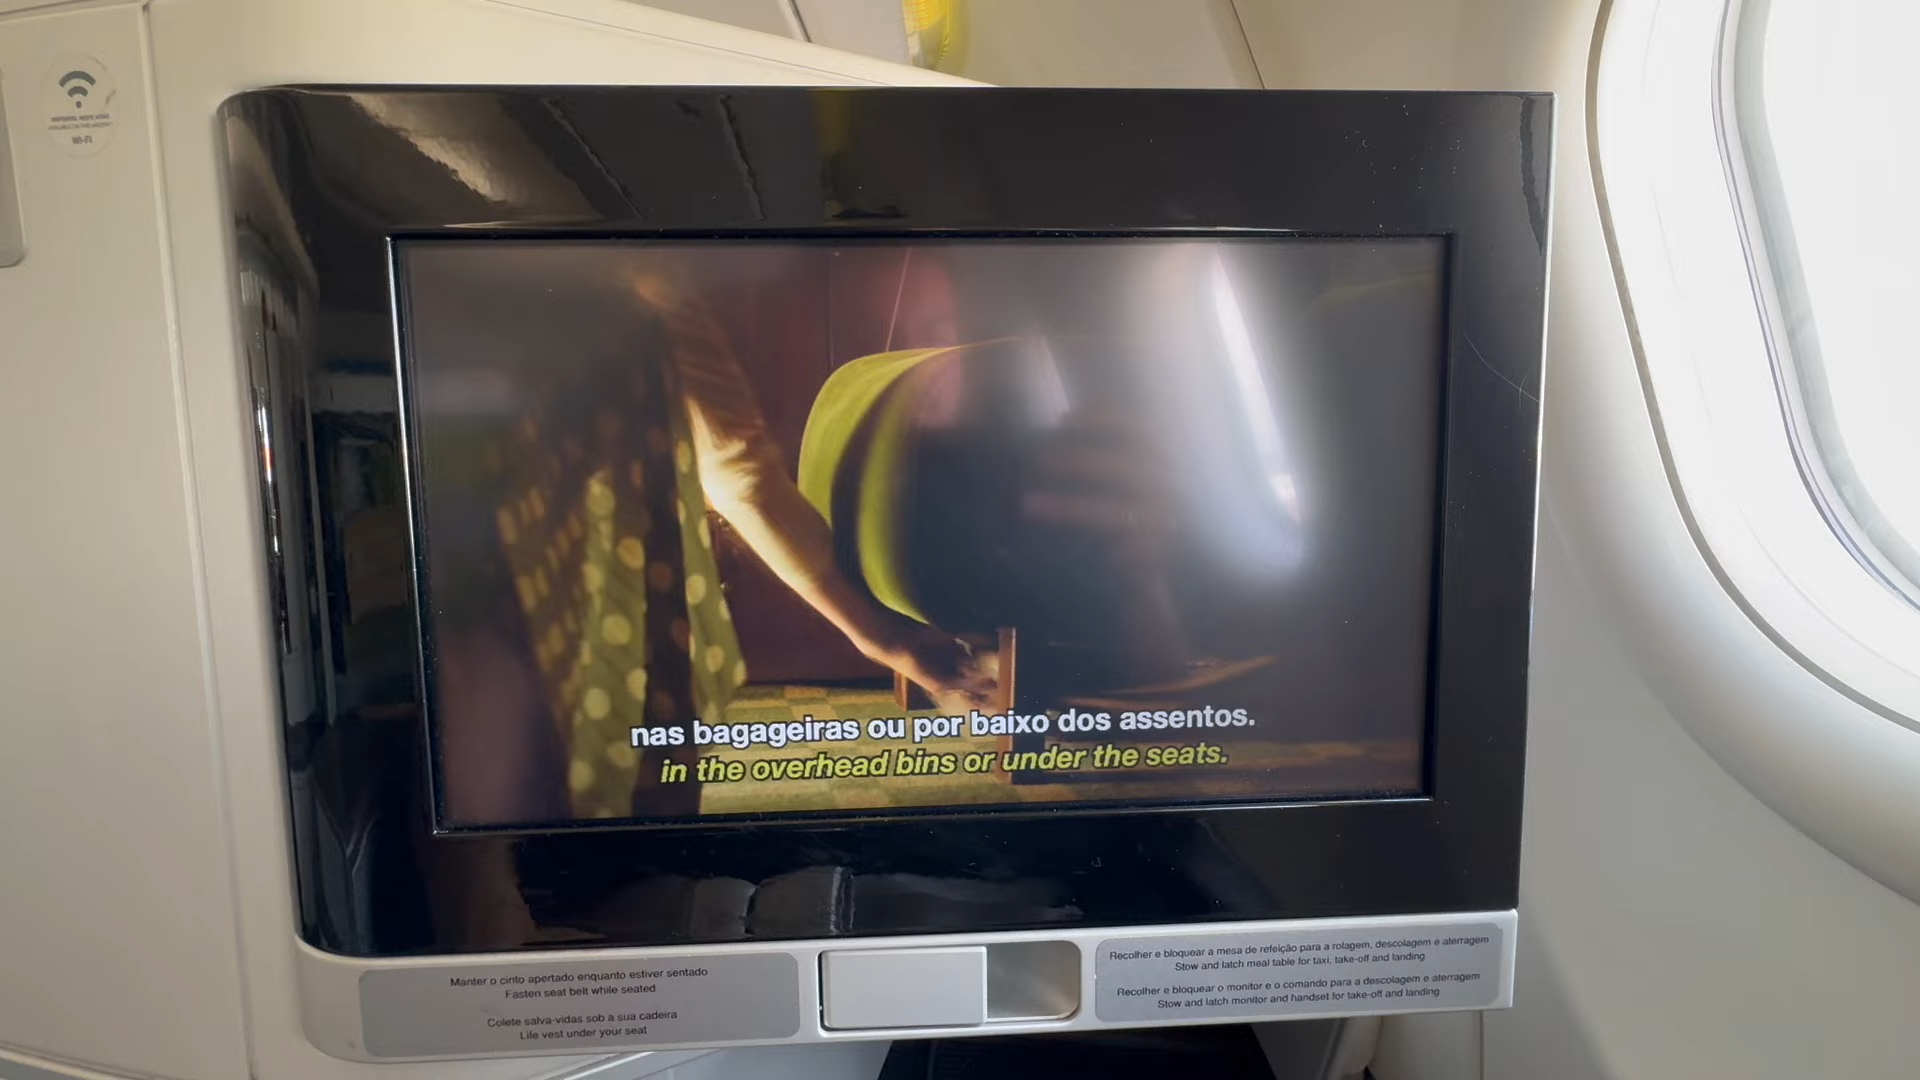 Wi-Fi
nas bagageiras ou por baixo dos assentos.
in the overhead bins or under the seats.
Manter o cinto apertado enquanto estiver sentado
Fasten seat belt while seated
Colete salva-vidas sob a sua cadeira
Life vest under your seat
Recolher e bloquear a mesa de refeição para a rolagem, descolagem e aterragem
Stow and latch meal table for taxi, take-off and landing
Recolher e bloquear o monitor e o comando para a descolagem e aterragem
Stow and latch monitor and handset for take-off and landing